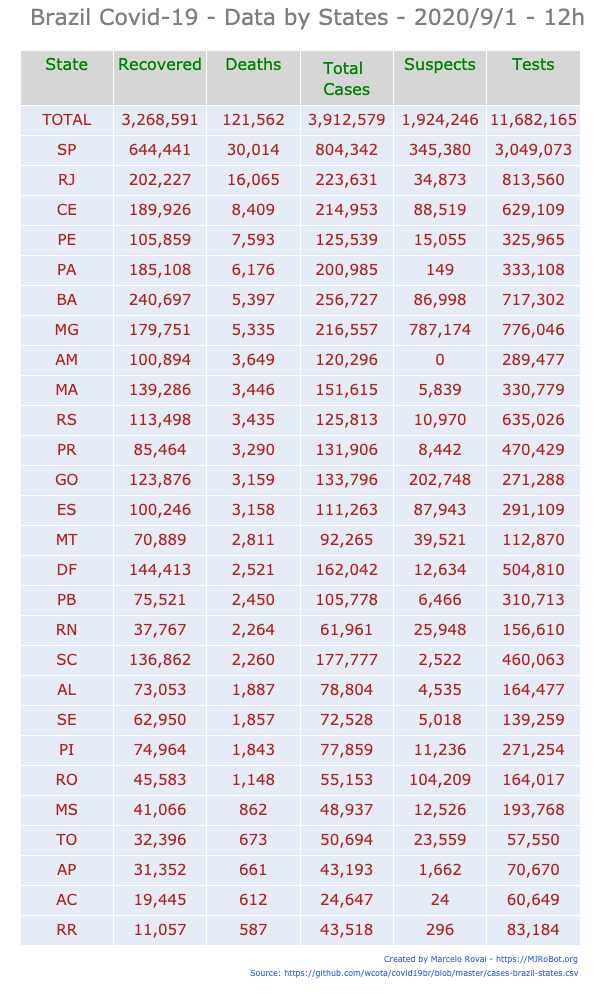 Brazil Covid-19 - Data by States - 2020/9/1 - 12h
State Recovered Deaths Total Cases Suspects Tests
TOTAL 3,268,591 121,562 3,912,579 1,924,246 11,682,165
SP 644,441 30,014 804,342 345,380 3,049,073
RJ 202,227 16,065 223,631 34,873 813,560
CE 189,926 8,409 214,953 88,519 629,109
PE 105,859 7,593 125,539 15,055 325,965
PA 185,108 6,176 200,985 149 333,108
BA 240,697 5,397 256,727 86,998 717,302
MG 179,751 5,335 216,557 787,174 776,046
AM 100,894 3,649 120,296 0 289,477
MA 139,286 3,446 151,615 5,839 330,779
RS 113,498 3,435 125,813 10,970 635,026
PR 85,464 3,290 131,906 8,442 470,429
GO 123,876 3,159 133,796 202,748 271,288
ES 100,246 3,158 111,263 87,943 291,109
MT 70,889 2,811 92,265 39,521 112,870
DF 144,413 2,521 162,042 12,634 504,810
PB 75,521 2,450 105,778 6,466 310,713
RN 37,767 2,264 61,961 25,948 156,610
SC 136,862 2,260 177,777 2,522 460,063
AL 73,053 1,887 78,804 4,535 164,477
SE 62,950 1,857 72,528 5,018 139,259
PI 74,964 1,843 77,859 11,236 271,254
RO 45,583 1,148 55,153 104,209 164,017
MS 41,066 862 48,937 12,526 193,768
TO 32,396 673 50,694 23,559 57,550
AP 31,352 661 43,193 1,662 70,670
AC 19,445 612 24,647 24 60,649
RR 11,057 587 43,518 296 83,184
Created by Marcelo Rovai - https://MJRoBot.org
Source: https://github.com/wcota/covid19br/blob/master/cases-brazil-states.csv